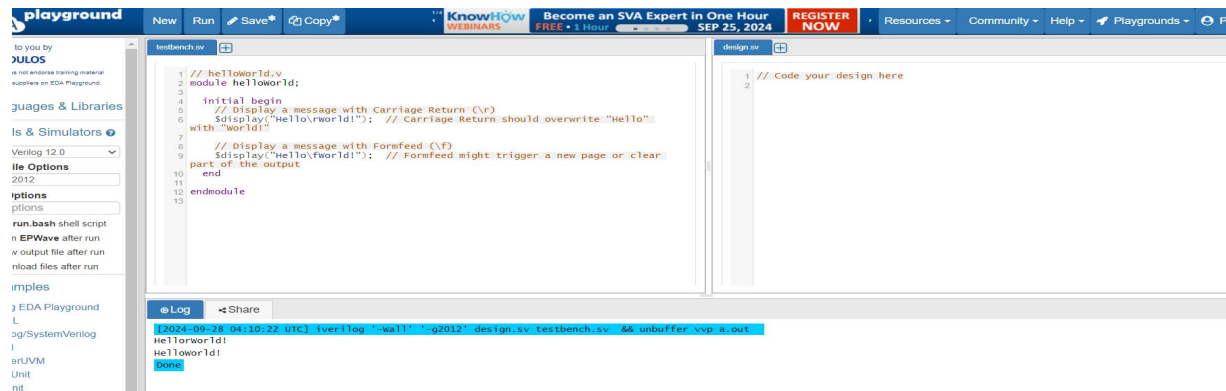 playground
New Run Save* Copy*
KnowHow
WEBINARS
Become an SVA Expert in One Hour
FREE • 1 Hour
SEP 25, 2024
REGISTER
NOW
Resources
Community
Help
Playgrounds
to you by
DULOS
s not endorse training material
suppliers on EDA Playground.
guages & Libraries
ls & Simulators
Verilog 12.0
ile Options
2012
ptions
ptions
run.bash shell script
n EPWave after run
w output file after run
nload files after run
amples
g EDA Playground
L
og/SystemVerilog
erUVM
Unit
nit
testbench.sv
1 // helloWorld.v
2 module helloWorld;
3
4 initial begin
5 // Display a message with Carriage Return (\r)
6 $display("Hello\rWorld!"); // Carriage Return should overwrite "Hello"
with "World!"
7
8 // Display a message with Formfeed (\f)
9 $display("Hello\fWorld!"); // Formfeed might trigger a new page or clear
part of the output
10 end
11
12 endmodule
13
design.sv
1 // Code your design here
2
Log
Share
[2024-09-28 04:10:22 UTC] iverilog '-Wall' '-g2012' design.sv testbench.sv && unbuffer vvp a.out
HellorWorld!
HelloWorld!
Done